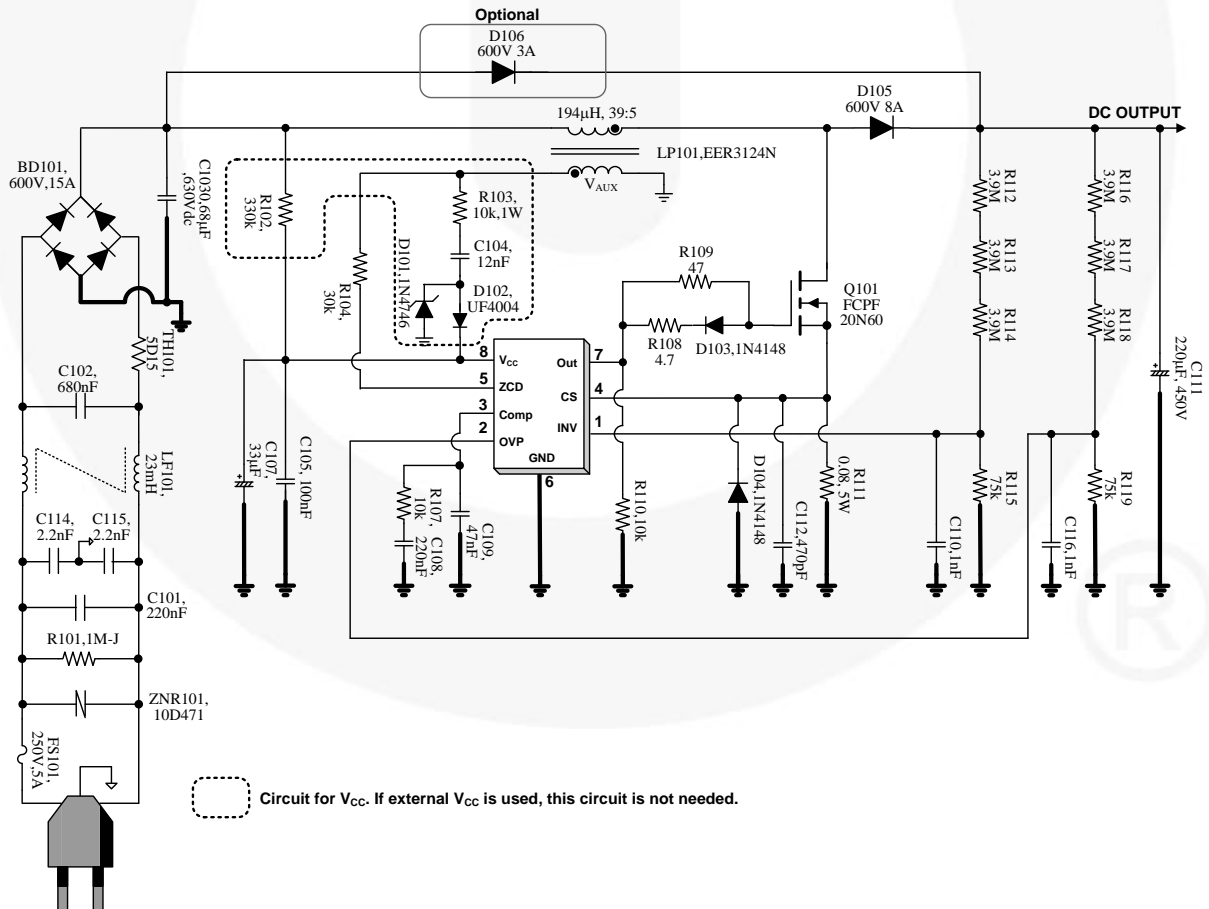 Optional
D106
600V 3A
D105
600V 8A
194µH, 39:5
DC OUTPUT
BD101,
600V,15A
C1030,68µF
,630Vdc
LP101,EER3124N
VAUX
R102,
330k
R103,
10k,1W
C104,
12nF
D101,1N4746
D102,
UF4004
R104,
30k
R109
47
R108
4.7
D103,1N4148
Q101
FCPF
20N60
R112
3.9M
R113
3.9M
R114
3.9M
R116
3.9M
R117
3.9M
R118
3.9M
C111
220µF, 450V
TH101,
5D15
C102,
680nF
8
VCC
Out
7
5
ZCD
CS
4
3
Comp
INV
1
2
OVP
GND
6
LF101,
23mH
C107,
33µF
C105, 100nF
R107,
10k
C108,
220nF
C109,
47nF
R110,10k
D104,1N4148
C112,470pF
R111
0.08, 5W
C110,1nF
R115
75k
C116,1nF
R119
75k
C114,
2.2nF
C115,
2.2nF
C101,
220nF
R101,1M-J
ZNR101,
10D471
FS101,
250V,5A
®
Circuit for VCC. If external VCC is used, this circuit is not needed.